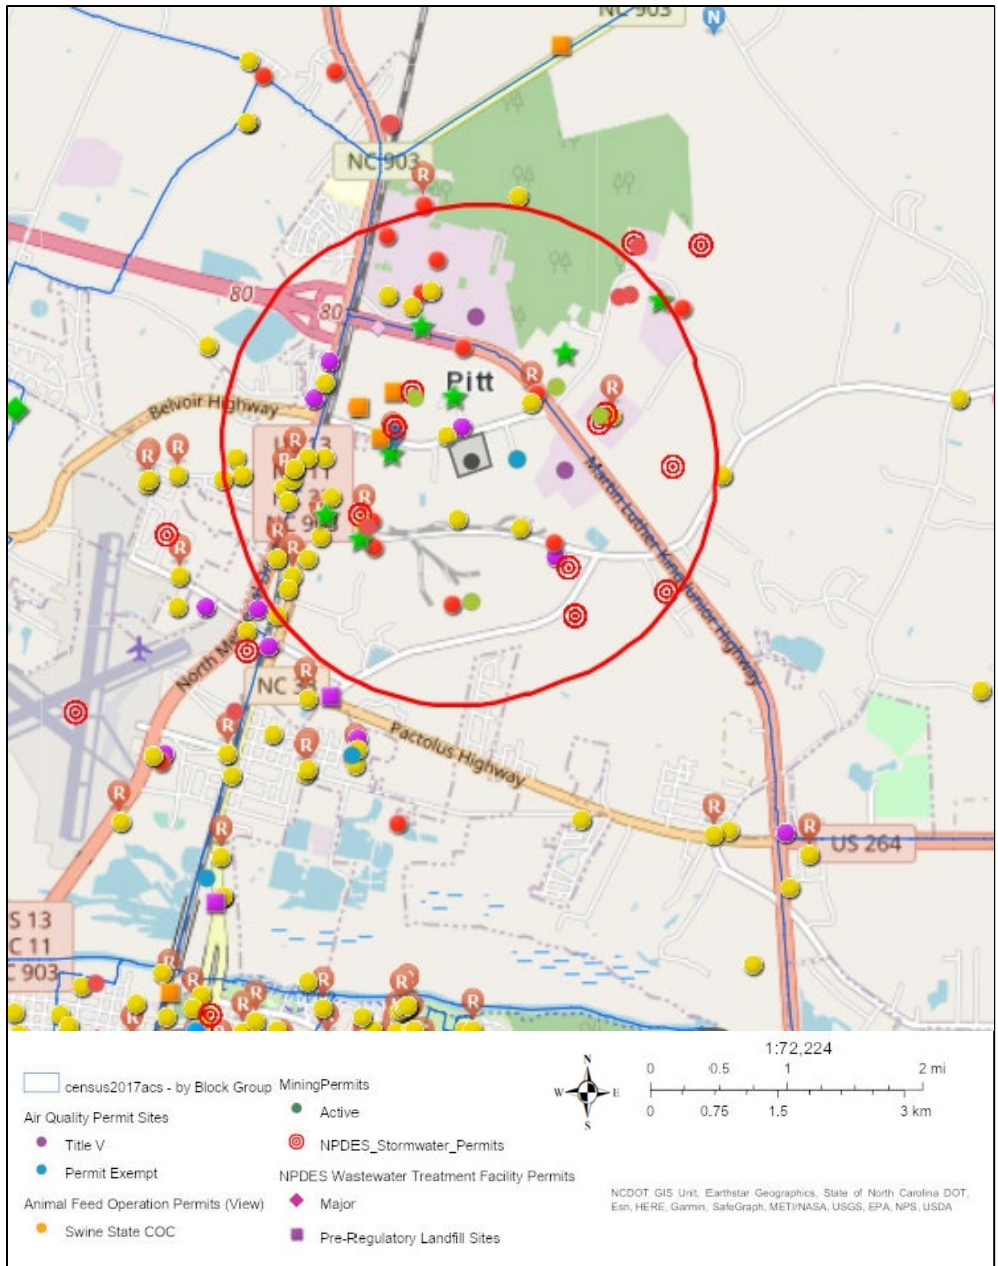 NC 903
N
NC 903
R
80
80
Pitt
R
R
Belvoir Highway
R
R
R
R
R
R
R
R
R
Martin Luther King Junior Highway
NC 33
R
R
R
R
Pactolus Highway
R
R
R
R
US 264
S 13
C 11
C 903
R
R
R
R
R
R
R
R
R
1:72,224
N
W
E
S
0 0.5 1 2 mi
0 0.75 1.5 3 km
census2017acs - by Block Group
Air Quality Permit Sites
Title V
Permit Exempt
Animal Feed Operation Permits (View)
Swine State COC
MiningPermits
Active
NPDES_Stormwater_Permits
NPDES Wastewater Treatment Facility Permits
Major
Pre-Regulatory Landfill Sites
NCDOT GIS Unit, Earthstar Geographics, State of North Carolina DOT,
Esri, HERE, Garmin, SafeGraph, METI/NASA, USGS, EPA, NPS, USDA